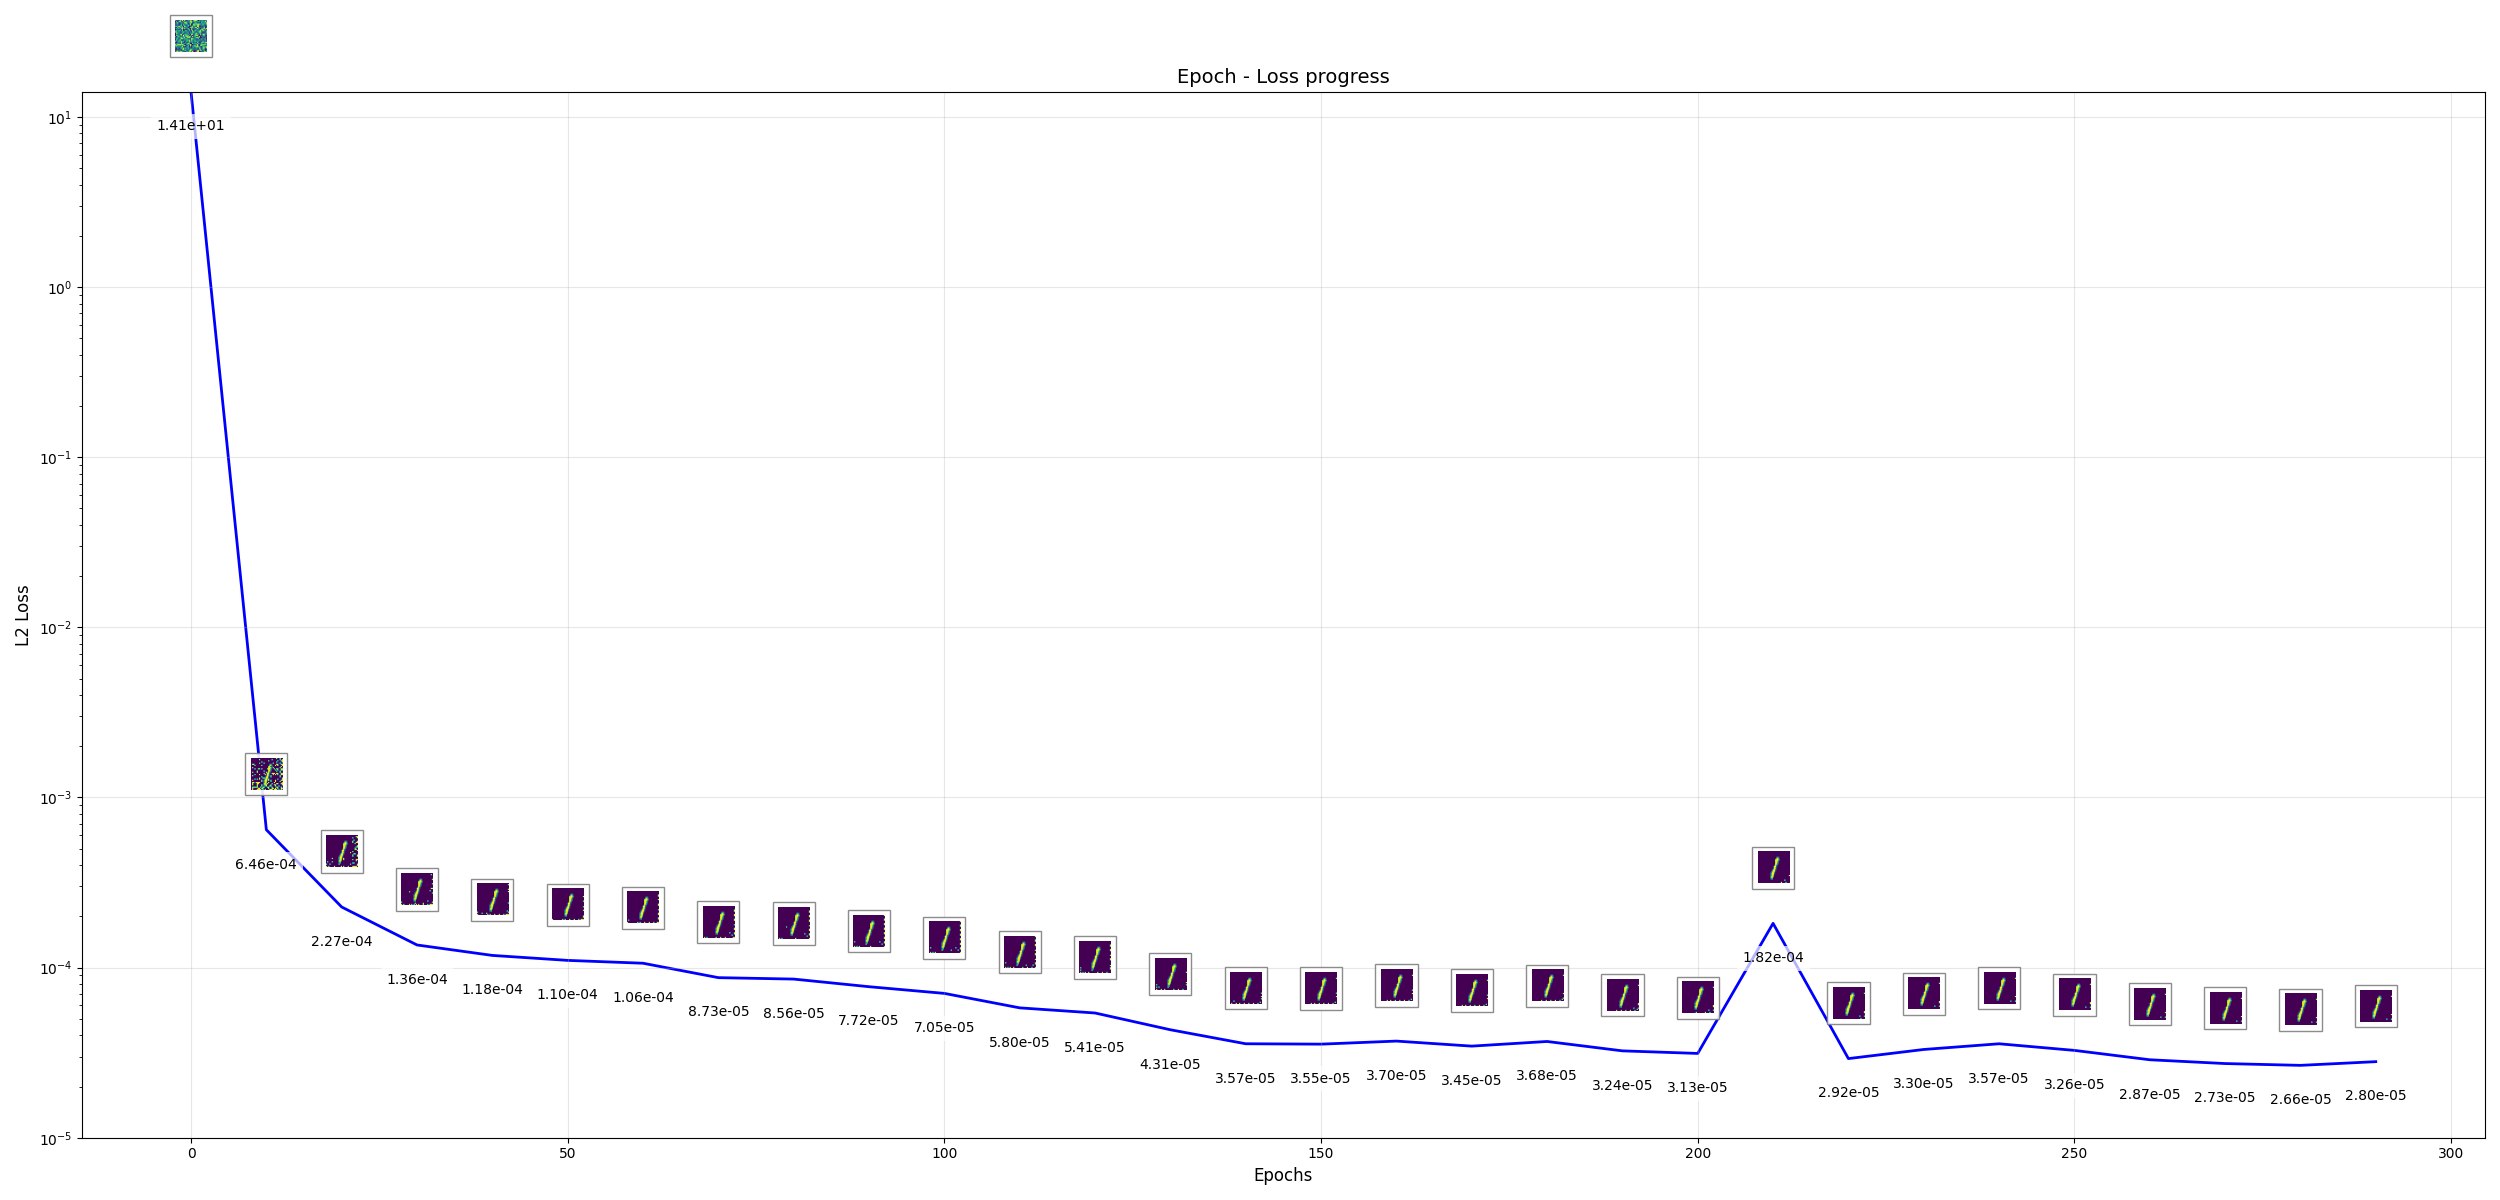 Epoch - Loss progress
L2 Loss
10¹
10⁰
10⁻¹
10⁻²
10⁻³
10⁻⁴
10⁻⁵
1.41e+01
6.46e-04
2.27e-04
1.36e-04
1.18e-04
1.10e-04
1.06e-04
8.73e-05
8.56e-05
7.72e-05
7.05e-05
5.80e-05
5.41e-05
4.31e-05
3.57e-05
3.55e-05
3.70e-05
3.45e-05
3.68e-05
3.24e-05
3.13e-05
1.82e-04
2.92e-05
3.30e-05
3.57e-05
3.26e-05
2.87e-05
2.73e-05
2.66e-05
2.80e-05
0 50 100 150 200 250 300
Epochs